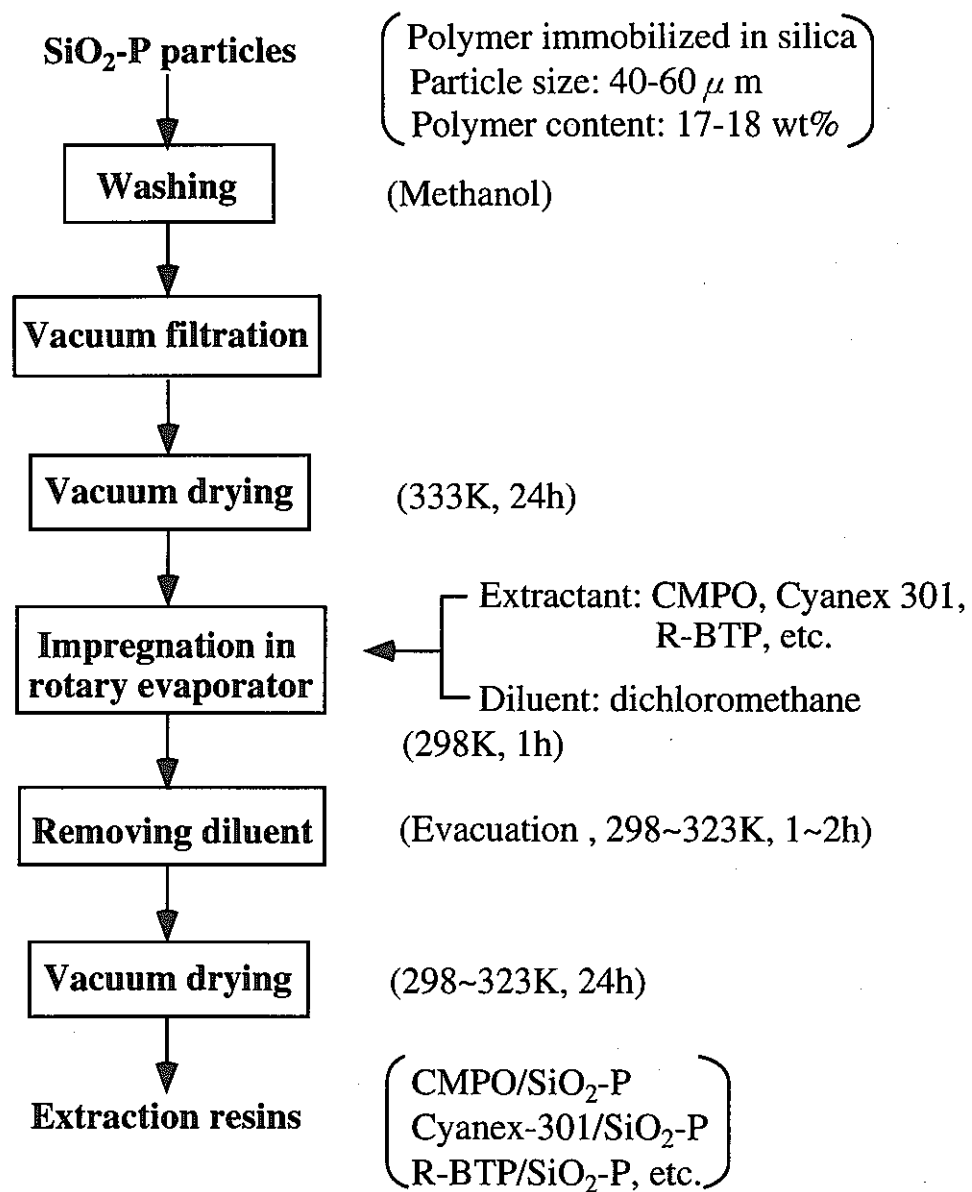 SiO₂-P particles
Polymer immobilized in silica
Particle size: 40-60 μ m
Polymer content: 17-18 wt%
Washing
(Methanol)
Vacuum filtration
Vacuum drying
(333K, 24h)
Impregnation in
rotary evaporator
Extractant: CMPO, Cyanex 301,
R-BTP, etc.
Diluent: dichloromethane
(298K, 1h)
Removing diluent
(Evacuation , 298~323K, 1~2h)
Vacuum drying
(298~323K, 24h)
Extraction resins
CMPO/SiO₂-P
Cyanex-301/SiO₂-P
R-BTP/SiO₂-P, etc.